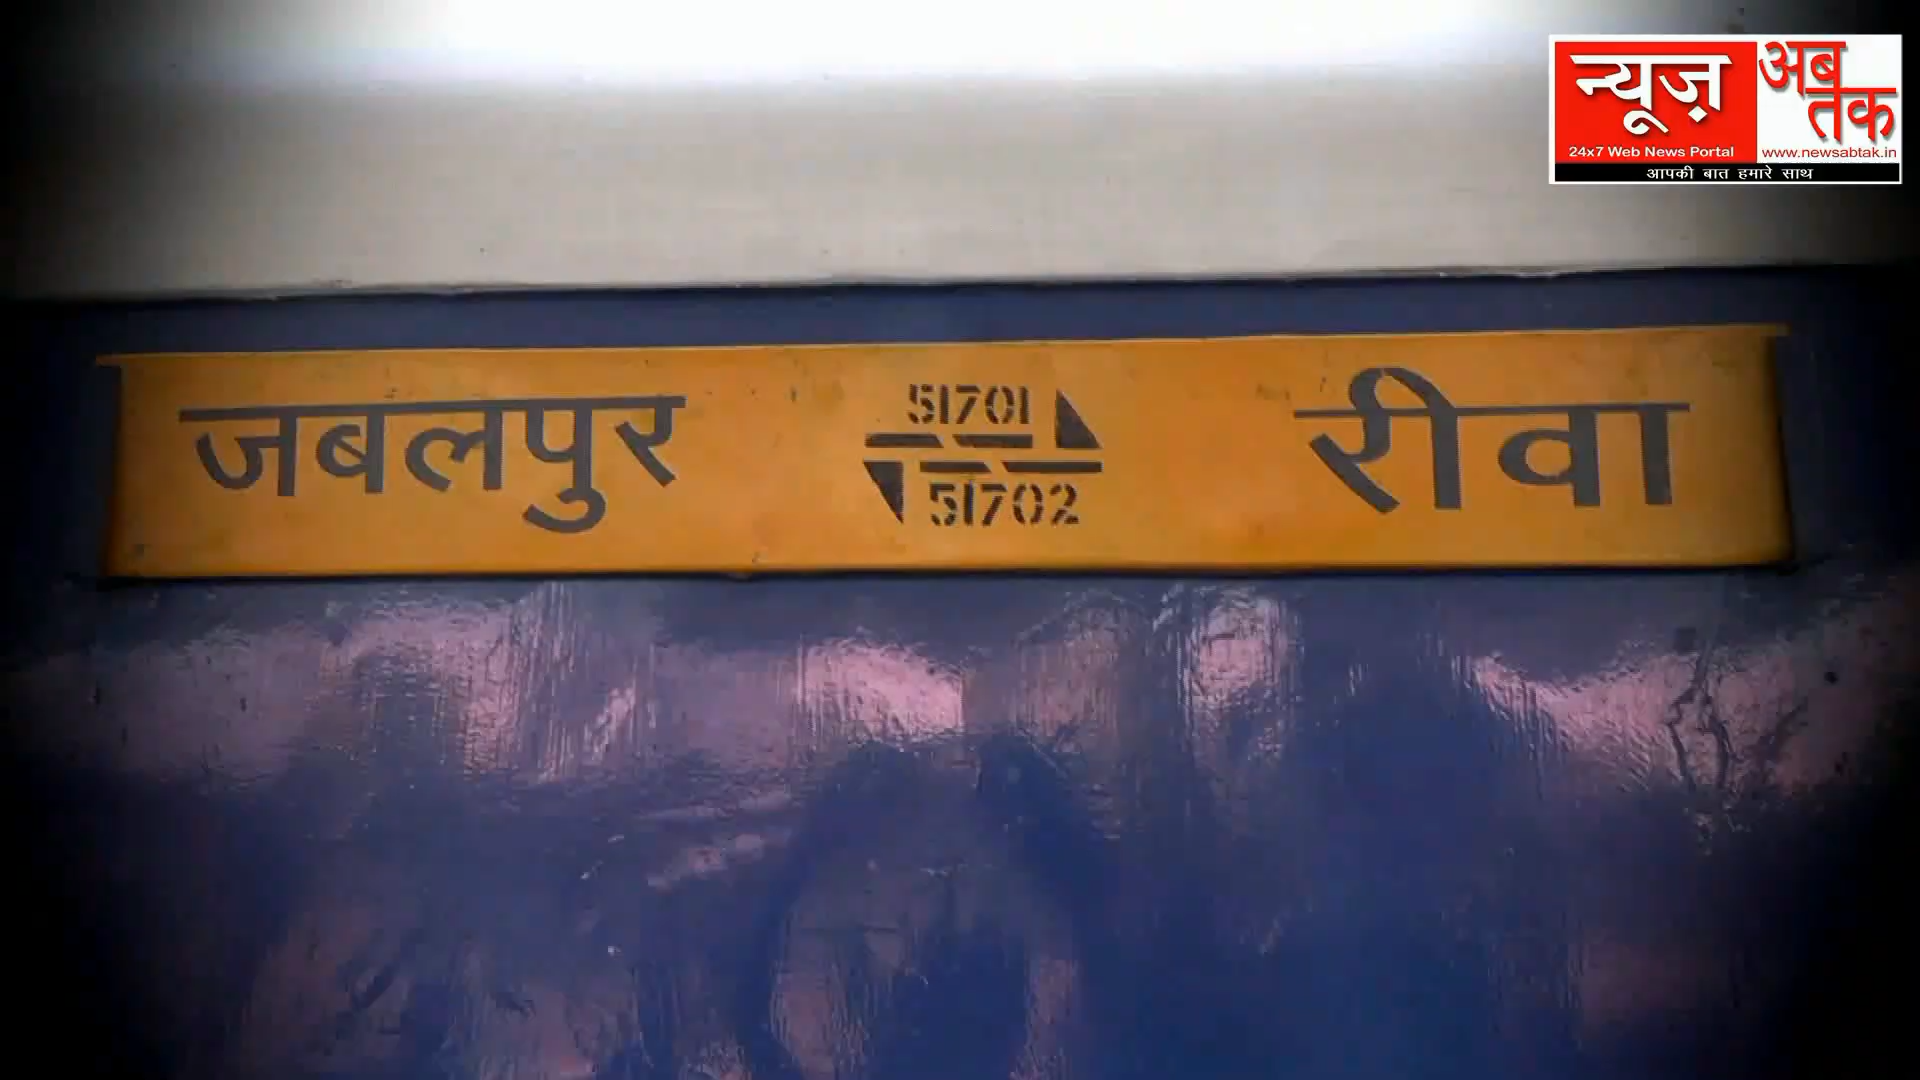 न्यूज़ अब तक
24x7 Web News Portal www.newsabtak.in
आपकी बात हमारे साथ
जबलपुर 51701 रीवा
51702